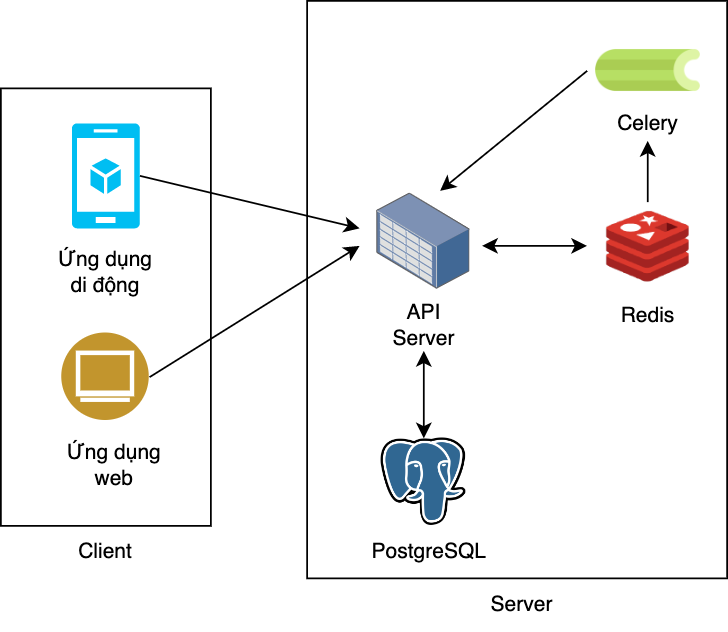 Ứng dụng
di động
Ứng dụng
web
Client
Celery
API
Server
Redis
PostgreSQL
Server